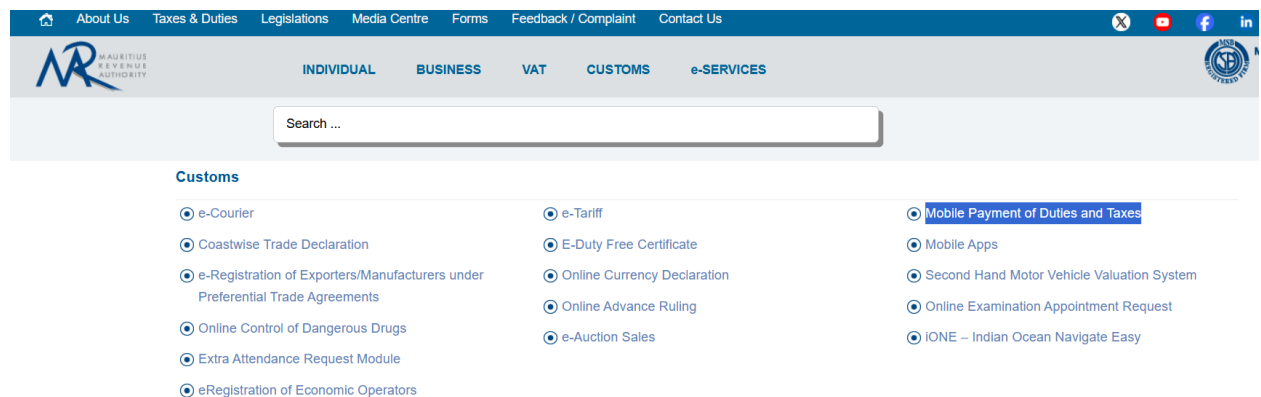 About Us Taxes & Duties Legislations Media Centre Forms Feedback / Complaint Contact Us
MAURITIUS
REVENUE
AUTHORITY
INDIVIDUAL BUSINESS VAT CUSTOMS e-SERVICES
MSB
REGISTERED FIRM
Search ...
Customs
e-Courier
Coastwise Trade Declaration
e-Registration of Exporters/Manufacturers under
Preferential Trade Agreements
Online Control of Dangerous Drugs
Extra Attendance Request Module
eRegistration of Economic Operators
e-Tariff
E-Duty Free Certificate
Online Currency Declaration
Online Advance Ruling
e-Auction Sales
Mobile Payment of Duties and Taxes
Mobile Apps
Second Hand Motor Vehicle Valuation System
Online Examination Appointment Request
iONE – Indian Ocean Navigate Easy